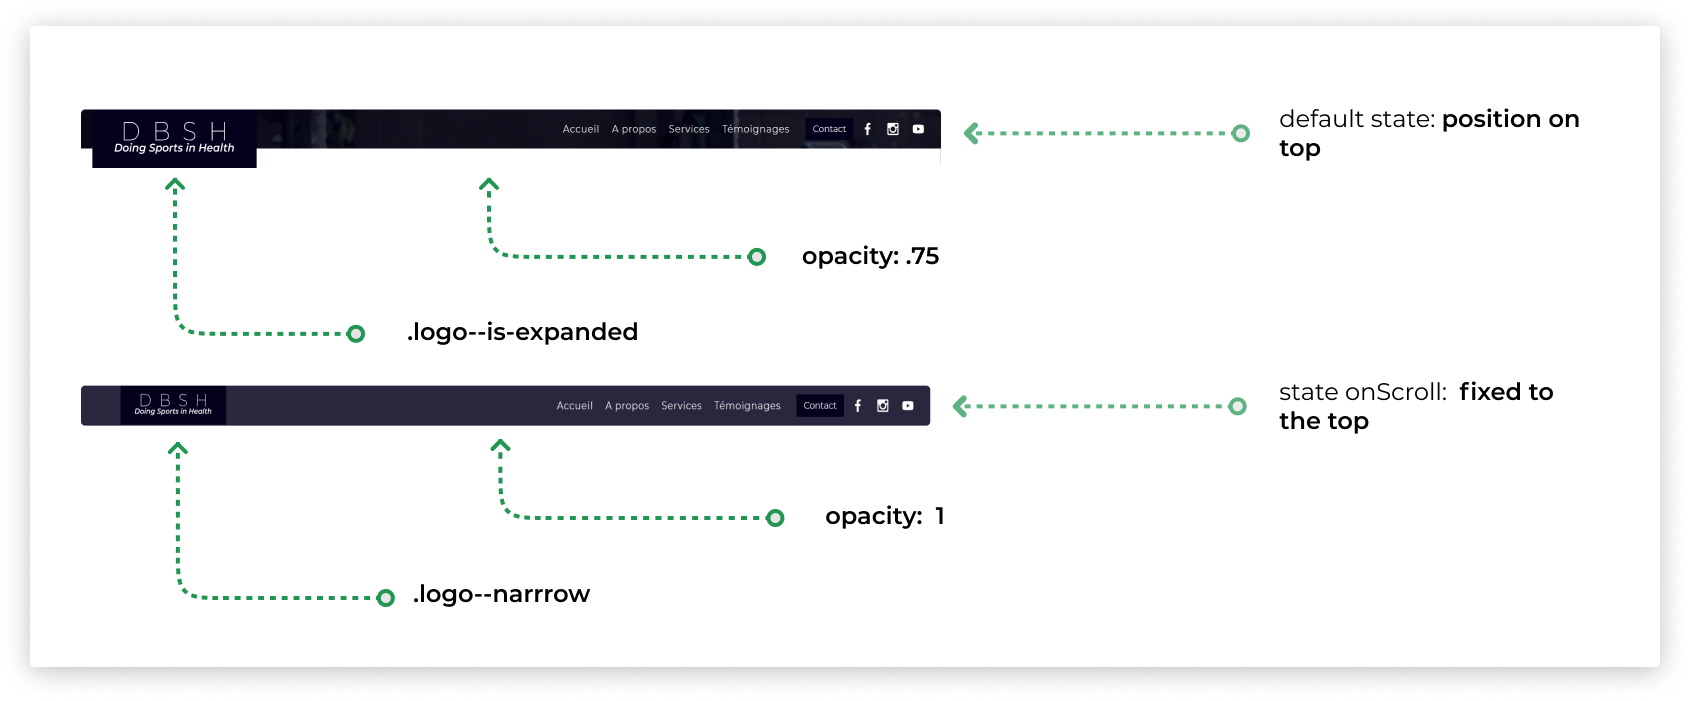 D B S H
Doing Sports in Health
Accueil A propos Services Témoignages Contact
default state: position on
top
opacity: .75
.logo--is-expanded
D B S H
Doing Sports in Health
Accueil A propos Services Témoignages Contact
state onScroll: fixed to
the top
opacity: 1
.logo--narrrow